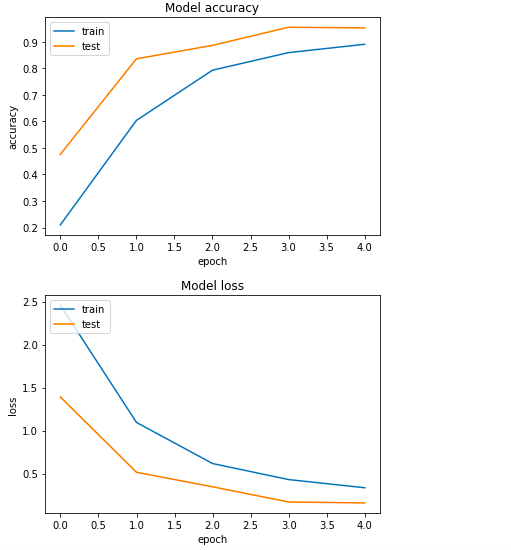 Model accuracy
train
test
0.9
0.8
0.7
0.6
0.5
0.4
0.3
0.2
accuracy
0.0 0.5 1.0 1.5 2.0 2.5 3.0 3.5 4.0
epoch
Model loss
train
test
2.5
2.0
1.5
1.0
0.5
loss
0.0 0.5 1.0 1.5 2.0 2.5 3.0 3.5 4.0
epoch